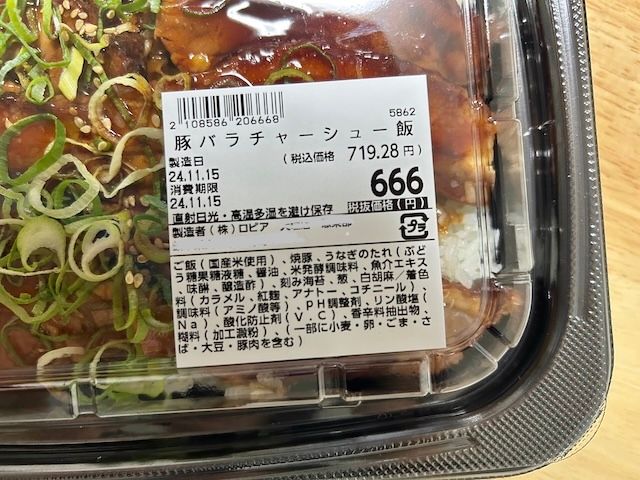 2 108586 206668
5862
豚バラチャーシュー飯
製造日 (税込価格 719.28 円)
24.11.15
消費期限
24.11.15
666
税抜価格(円)
直射日光・高温多湿を避け保存
製造者(株)ロピア
プラ
ご飯(国産米使用)、焼豚、うなぎのたれ(ぶど
う糖果糖液糖、醤油、米発酵調味料、魚介エキス
、味醂、醸造酢)、刻み海苔、葱、白胡麻/着色
料(カラメル、紅麹、アナトー、コチニール)、
調味料(アミノ酸等)、pH調整剤、リン酸塩(
Na)、酸化防止剤(V.C)、香辛料抽出物、
糊料(加工澱粉)、(一部に小麦・卵・ごま・さ
ば・大豆・豚肉を含む)